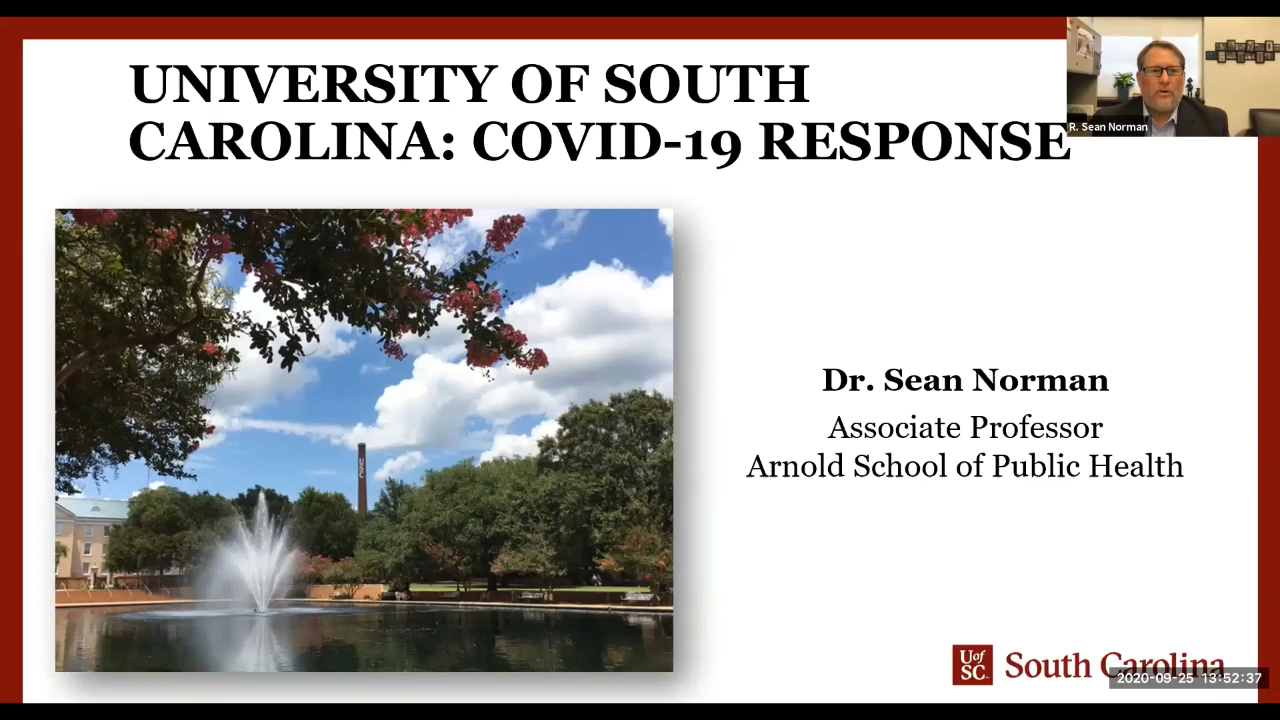 UNIVERSITY OF SOUTH
CAROLINA: COVID-19 RESPONSE
R. Sean Norman
Dr. Sean Norman
Associate Professor
Arnold School of Public Health
UofSC
South Carolina
2020-09-25 13:52:37